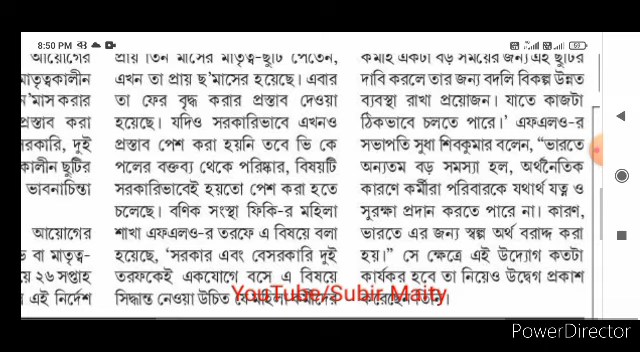 8:50 PM
আয়োগের
মাতৃত্বকালীন
ন'মাস করার
প্রস্তাব করা
সরকারি, দুই
কালীন ছুটির
ভাবনাচিন্তা
আয়োগের
বা মাতৃত্ব-
২৬ সপ্তাহ
এই নির্দেশ
প্রায় তিন মাসের মাতৃত্ব-ছুটি পেতেন,
এখন তা প্রায় ছ'মাসের হয়েছে। এবার
তা ফের বৃদ্ধ করার প্রস্তাব দেওয়া
হয়েছে। যদিও সরকারিভাবে এখনও
প্রস্তাব পেশ করা হয়নি তবে ভি কে
পলের বক্তব্য থেকে পরিষ্কার, বিষয়টি
সরকারিভাবেই হয়তো পেশ করা হতে
চলেছে। বণিক সংস্থা ফিকি-র মহিলা
শাখা এফএলও-র তরফে এ বিষয়ে বলা
হয়েছে, 'সরকার এবং বেসরকারি দুই
তরফকেই একযোগে বসে এ বিষয়ে
সিদ্ধান্ত নেওয়া উচিত যে মহিলা কর্মীদের
একটা বড় সময়ের জন্য এই ছুটির
দাবি করলে তার জন্য বদলি বিকল্প উন্নত
ব্যবস্থা রাখা প্রয়োজন। যাতে কাজটা
ঠিকভাবে চলতে পারে।' এফএলও-র
সভাপতি সুধা শিবকুমার বলেন, "ভারতে
অন্যতম বড় সমস্যা হল, অর্থনৈতিক
কারণে কর্মীরা পরিবারকে যথার্থ যত্ন ও
সুরক্ষা প্রদান করতে পারে না। কারণ,
ভারতে এর জন্য স্বল্প অর্থ বরাদ্দ করা
হয়।" সে ক্ষেত্রে এই উদ্যোগ কতটা
কার্যকর হবে তা নিয়েও উদ্বেগ প্রকাশ
করেছেন তিনি।
YouTube/Subir Maity
PowerDirector